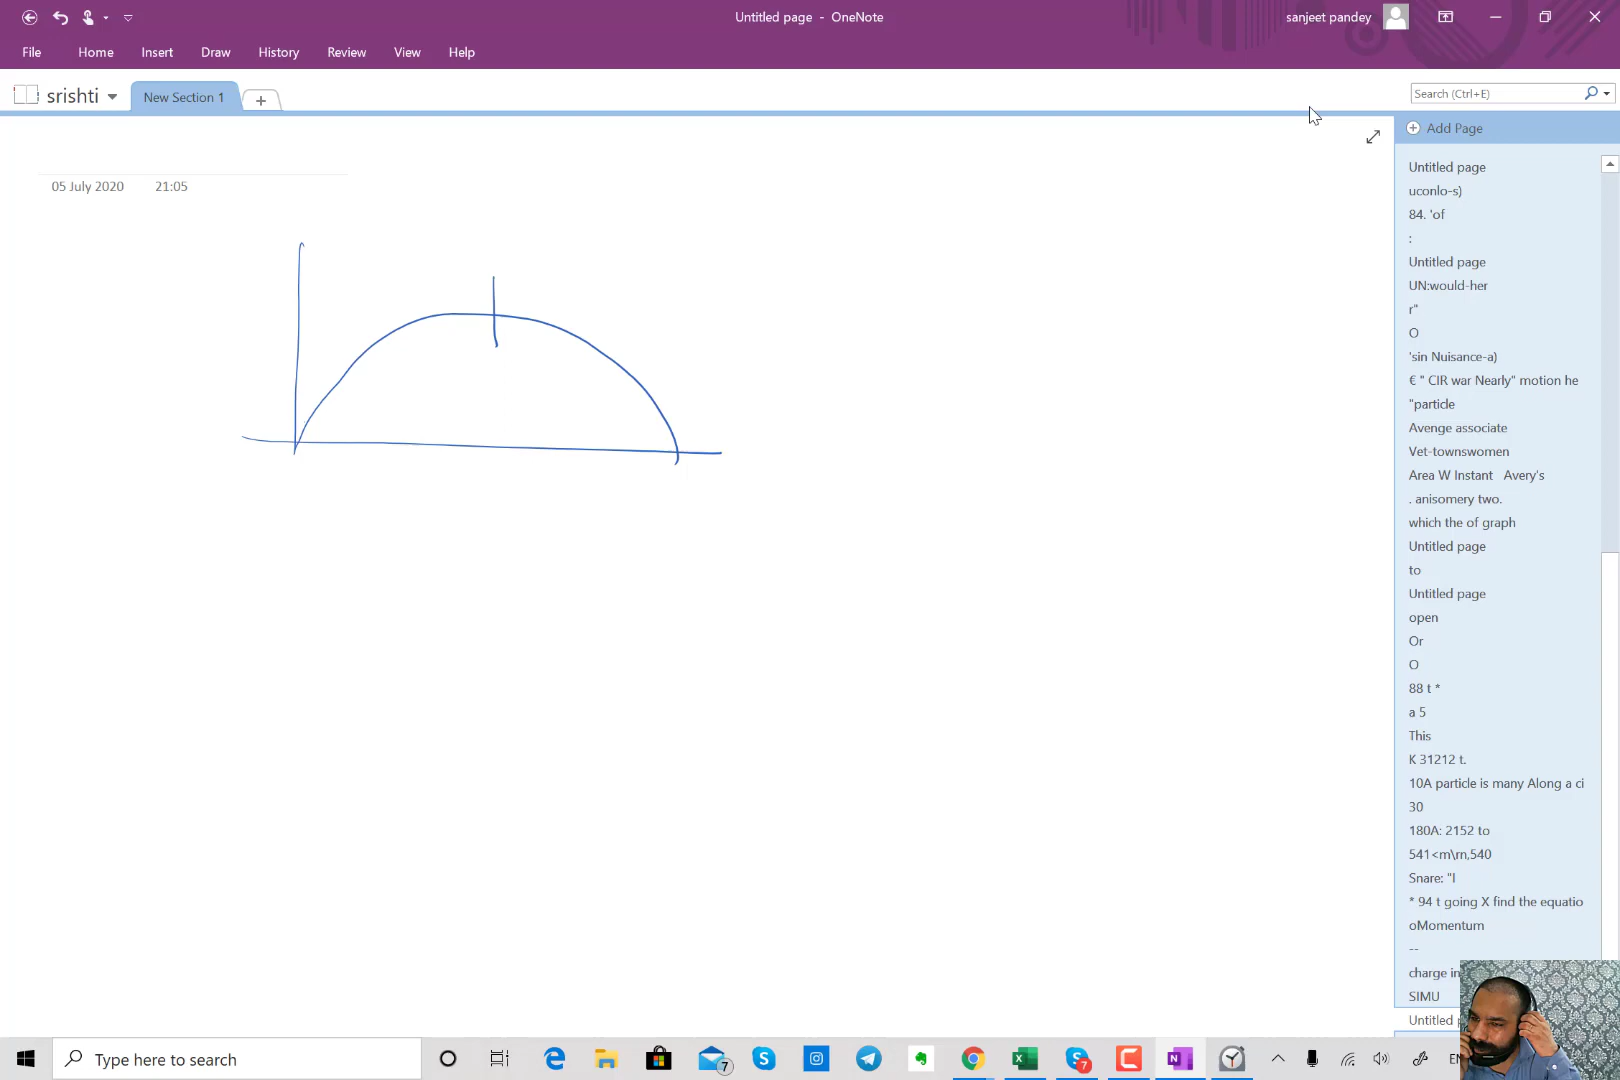 Untitled page - OneNote
sanjeet pandey
File Home Insert Draw History Review View Help
srishti
New Section 1
Search (Ctrl+E)
Add Page
05 July 2020 21:05
Untitled page
uconlo-s)
84. 'of
:
Untitled page
UN:would-her
r"
O
'sin Nuisance-a)
€ " CIR war Nearly" motion he
"particle
Avenge associate
Vet-townswomen
Area W Instant Avery's
. anisomery two.
which the of graph
Untitled page
to
Untitled page
open
Or
O
88 t *
a 5
This
K 31212 t.
10A particle is many Along a ci
30
180A: 2152 to
541<m\rn,540
Snare: "I
* 94 t going X find the equatio
oMomentum
--
charge in
SIMU
Untitled
Type here to search
7
7